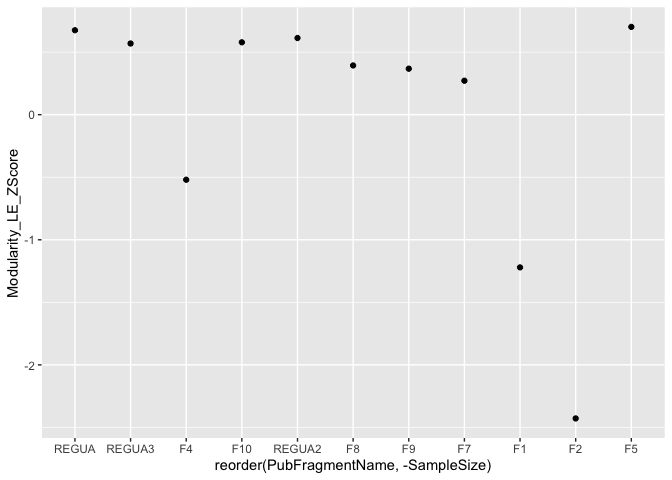 Modularity_LE_ZScore
0
-1
-2
REGUA REGUA3 F4 F10 REGUA2 F8 F9 F7 F1 F2 F5
reorder(PubFragmentName, -SampleSize)